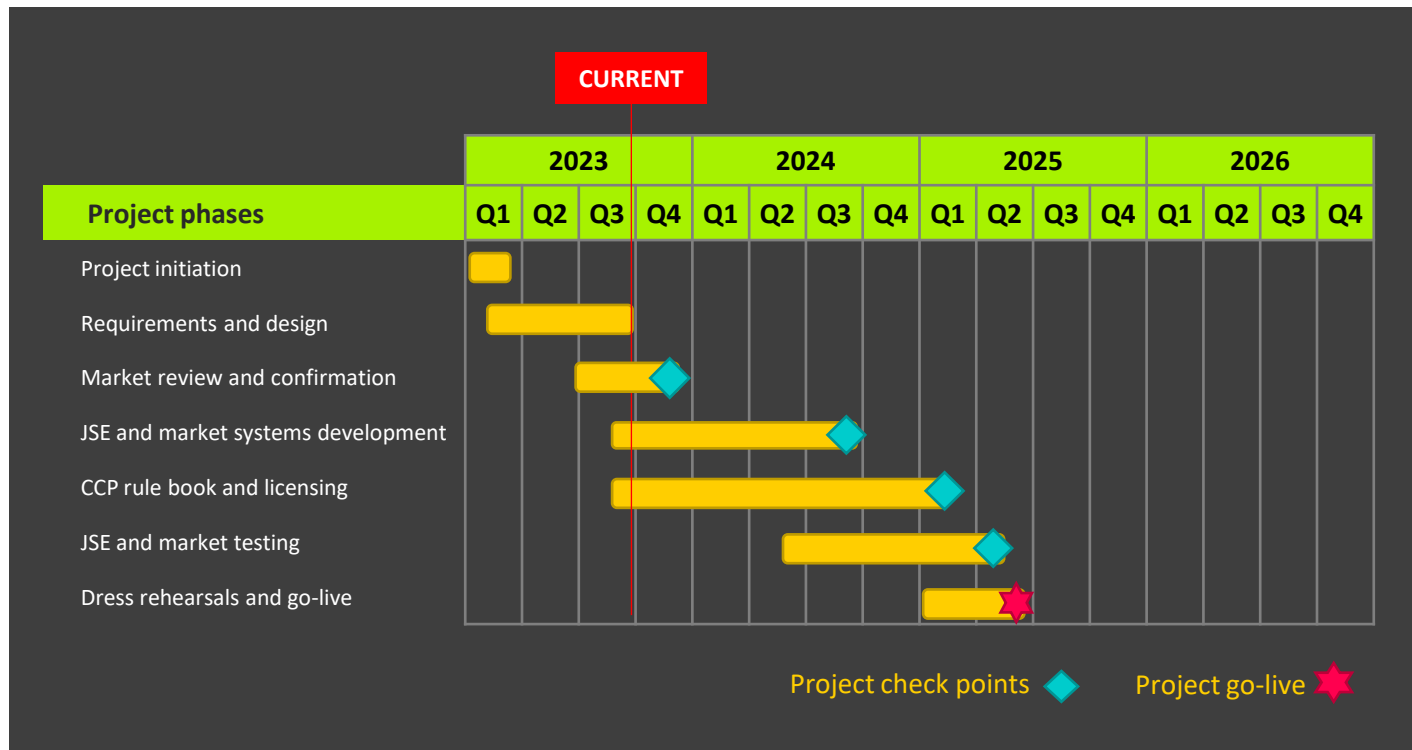 CURRENT
2023 2024 2025 2026
Project phases Q1 Q2 Q3 Q4 Q1 Q2 Q3 Q4 Q1 Q2 Q3 Q4 Q1 Q2 Q3 Q4
Project initiation
Requirements and design
Market review and confirmation
JSE and market systems development
CCP rule book and licensing
JSE and market testing
Dress rehearsals and go-live
Project check points Project go-live